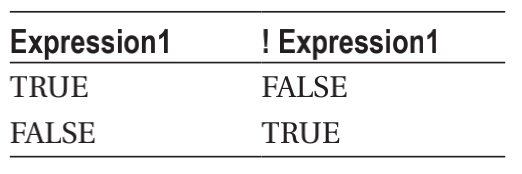 Expression1 ! Expression1
TRUE FALSE
FALSE TRUE